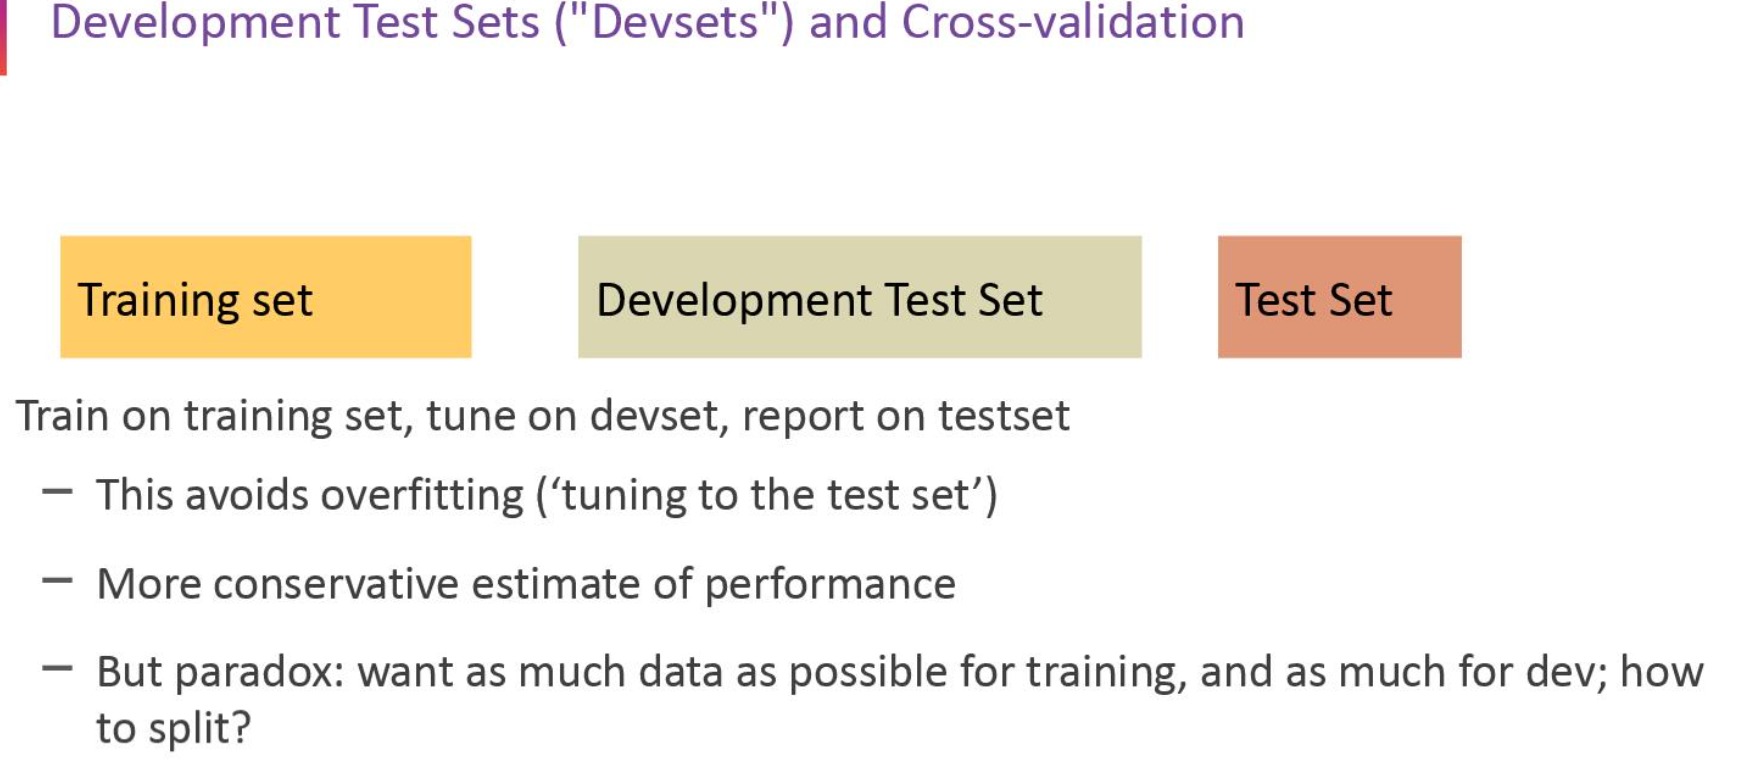 Development Test Sets ("Devsets") and Cross-validation
Training set
Development Test Set
Test Set
Train on training set, tune on devset, report on testset
– This avoids overfitting (‘tuning to the test set’)
– More conservative estimate of performance
– But paradox: want as much data as possible for training, and as much for dev; how
to split?